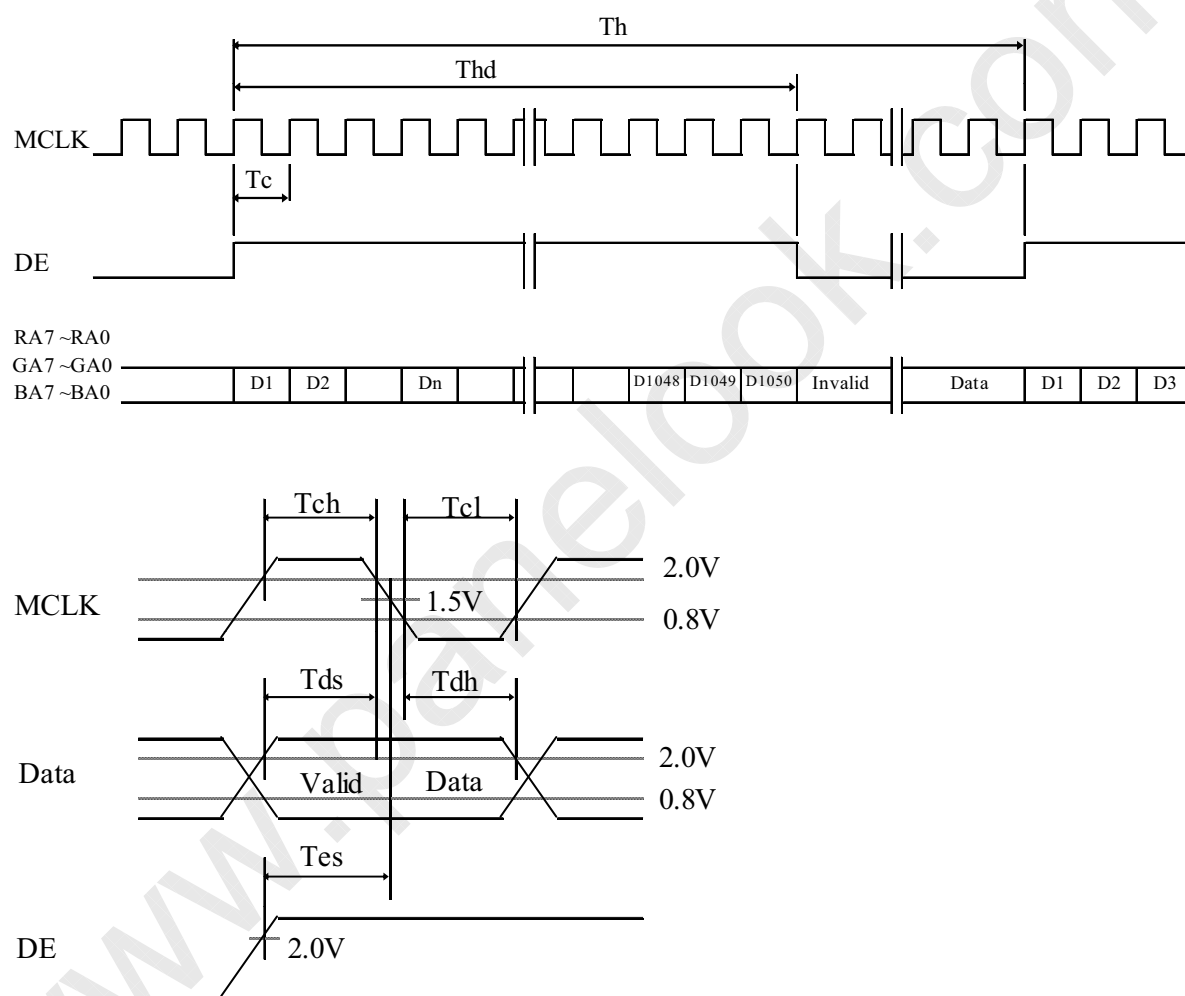 Th
Thd
MCLK
Tc
DE
RA7 ~RA0
GA7 ~GA0
BA7 ~BA0
D1 D2 Dn D1048 D1049 D1050 Invalid Data D1 D2 D3
Tch Tcl
MCLK
2.0V
1.5V
0.8V
Tds Tdh
Data
Valid Data
2.0V
0.8V
Tes
DE
2.0V
www.panelook.com